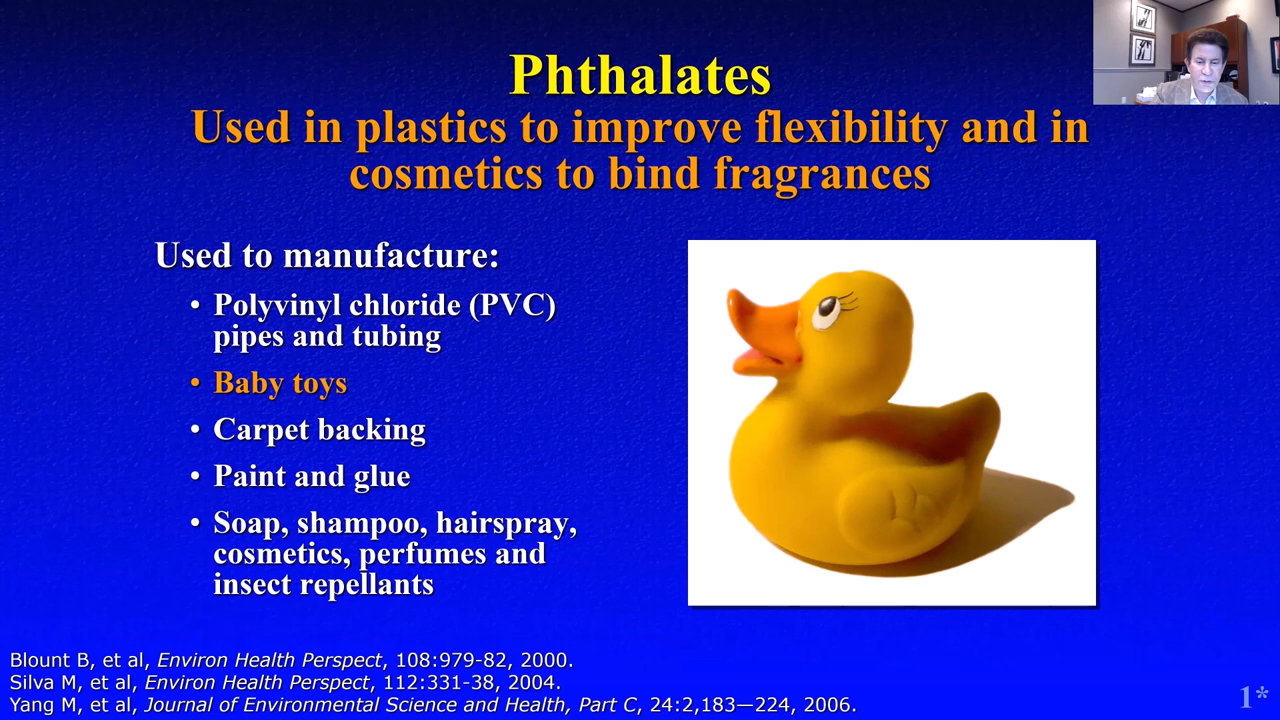 Phthalates
Used in plastics to improve flexibility and in
cosmetics to bind fragrances
Used to manufacture:
• Polyvinyl chloride (PVC)
pipes and tubing
• Baby toys
• Carpet backing
• Paint and glue
• Soap, shampoo, hairspray,
cosmetics, perfumes and
insect repellants
Blount B, et al, Environ Health Perspect, 108:979-82, 2000.
Silva M, et al, Environ Health Perspect, 112:331-38, 2004.
Yang M, et al, Journal of Environmental Science and Health, Part C, 24:2,183—224, 2006.
1*